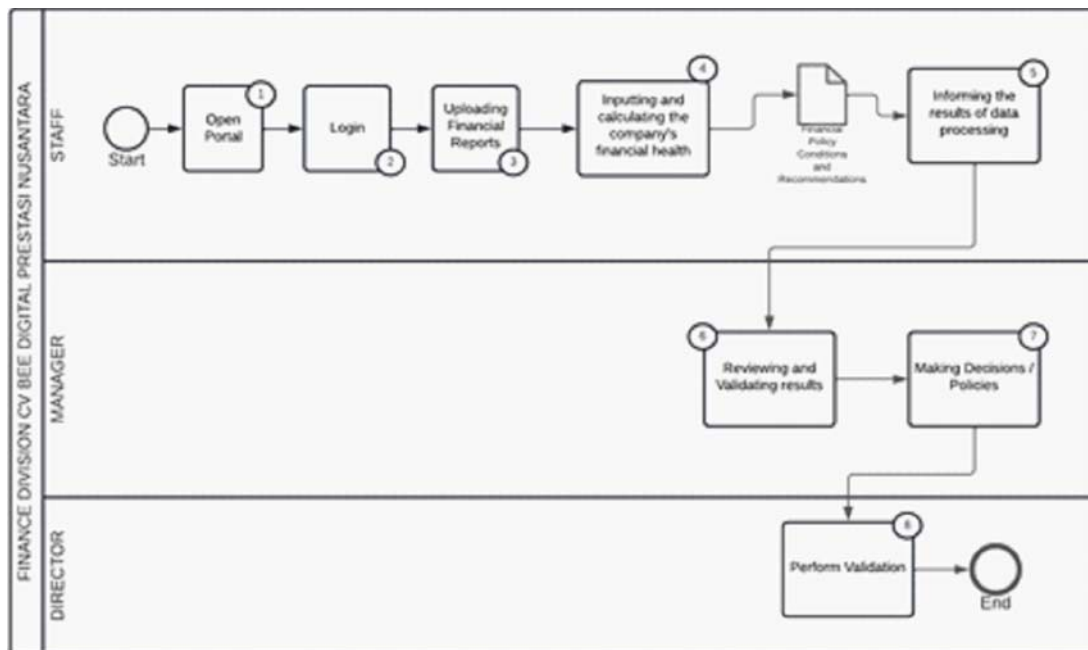 FINANCE DIVISION CV BEE DIGITAL PRESTASI NUSANTARA
STAFF
Start
Open
Portal
1
Login
2
Uploading
Financial
Reports
3
Inputting and
calculating the
company's
financial health
4
Financial
Policy
Conditions
and
Recommendations
Informing the
results of data
processing
5
MANAGER
6
Reviewing and
Validating results
7
Making Decisions /
Policies
DIRECTOR
Perform Validation
End